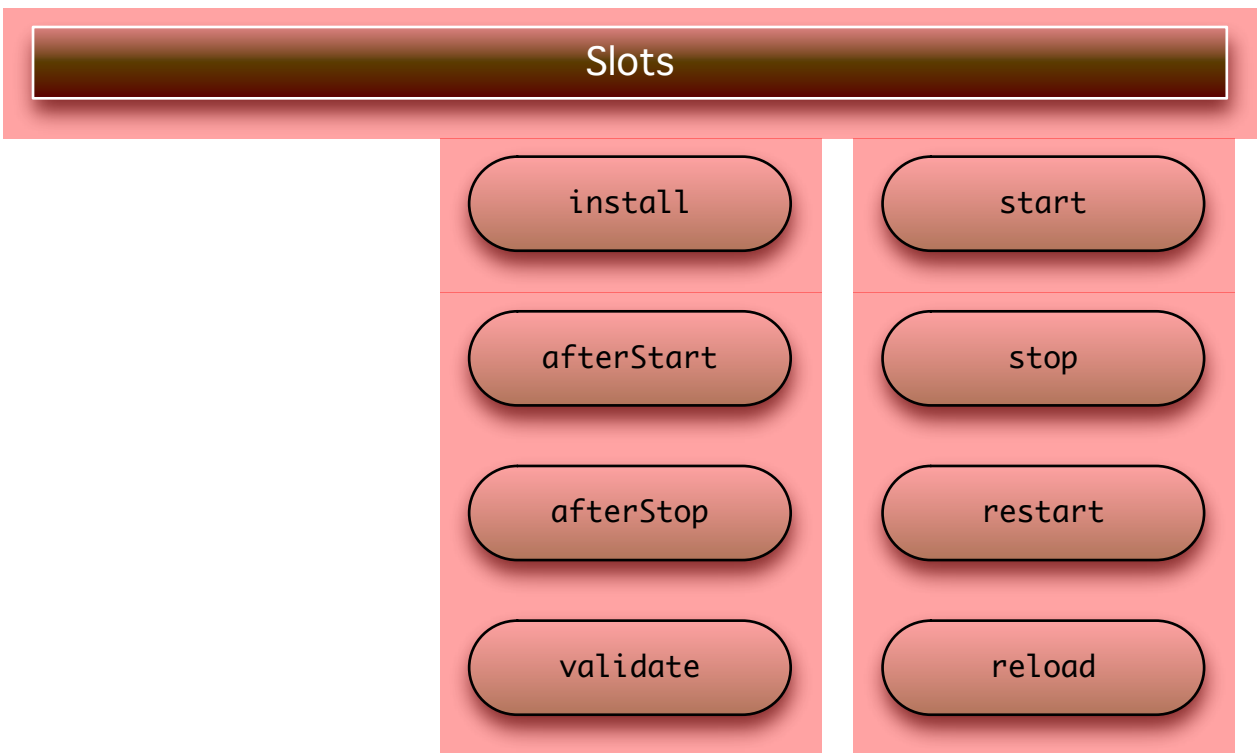 Slots
install
start
afterStart
stop
afterStop
restart
validate
reload